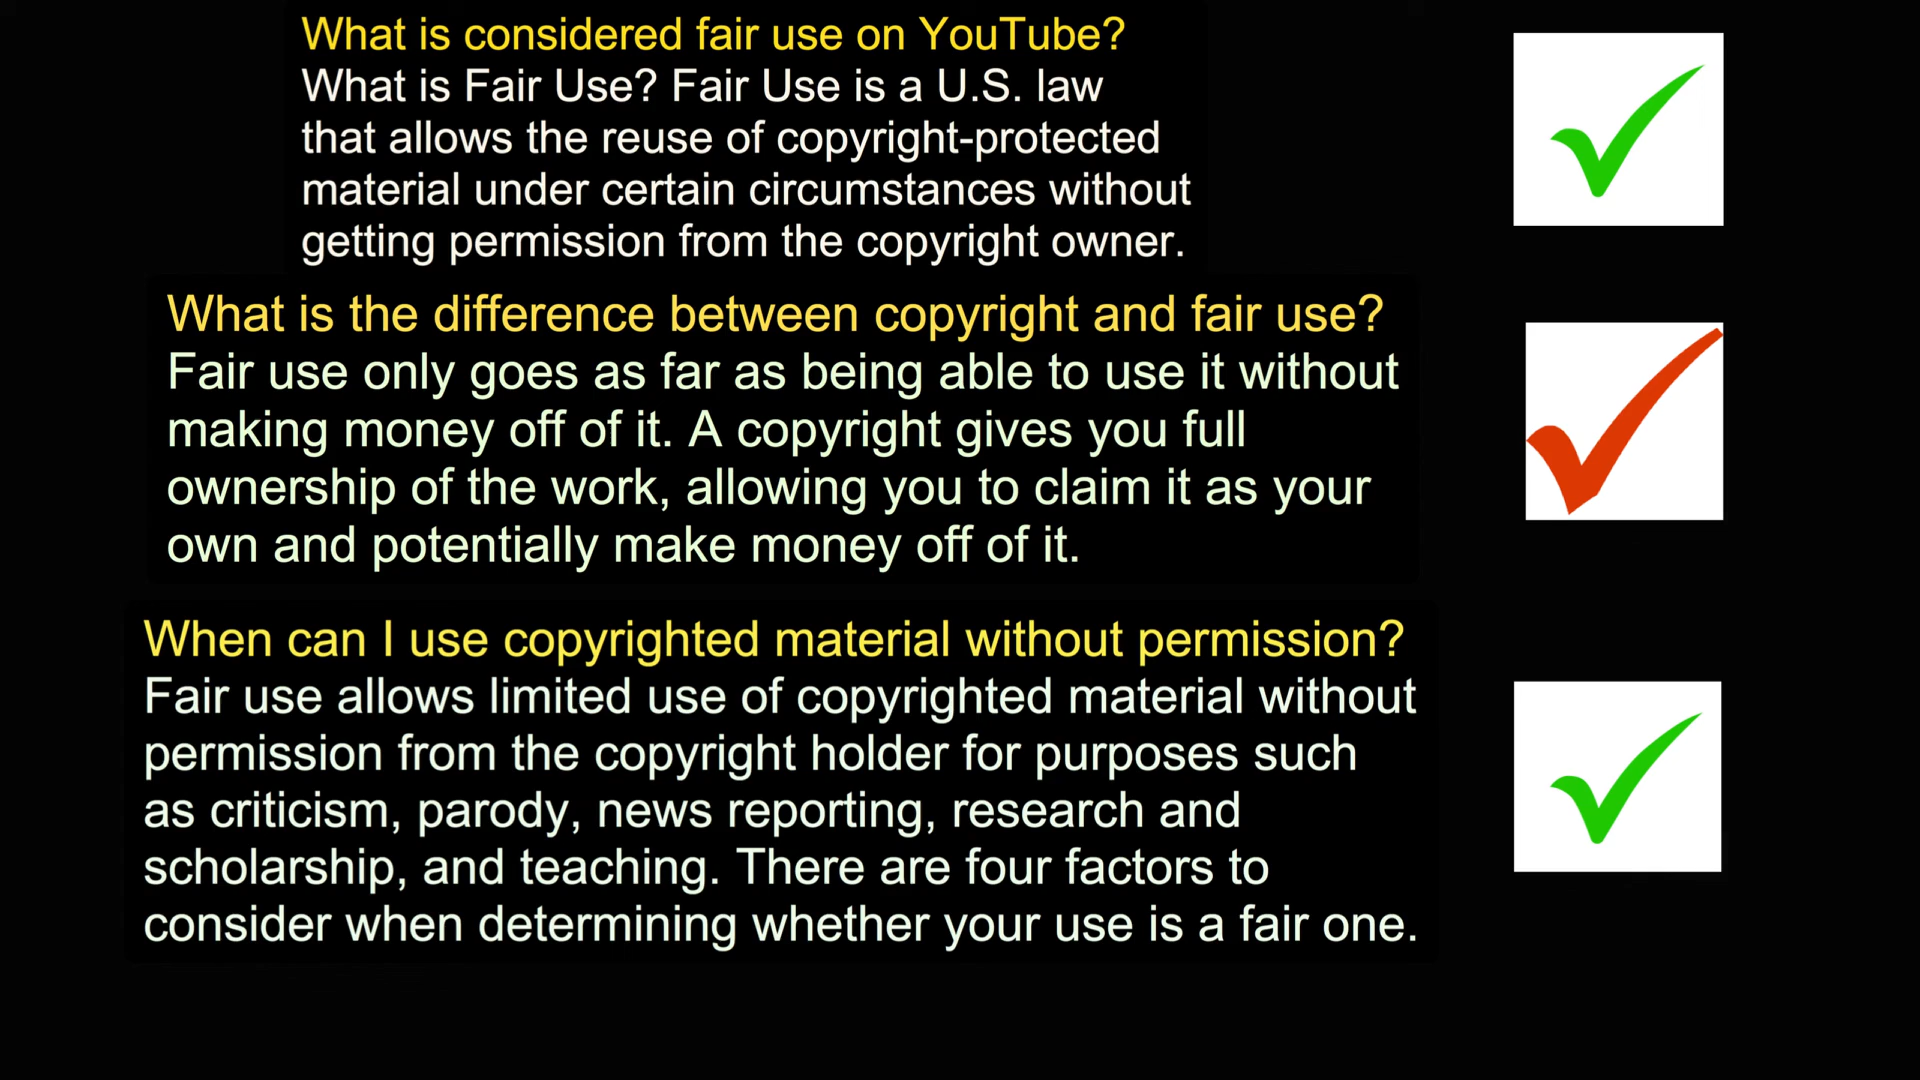 What is considered fair use on YouTube?
What is Fair Use? Fair Use is a U.S. law
that allows the reuse of copyright-protected
material under certain circumstances without
getting permission from the copyright owner.
What is the difference between copyright and fair use?
Fair use only goes as far as being able to use it without
making money off of it. A copyright gives you full
ownership of the work, allowing you to claim it as your
own and potentially make money off of it.
When can I use copyrighted material without permission?
Fair use allows limited use of copyrighted material without
permission from the copyright holder for purposes such
as criticism, parody, news reporting, research and
scholarship, and teaching. There are four factors to
consider when determining whether your use is a fair one.